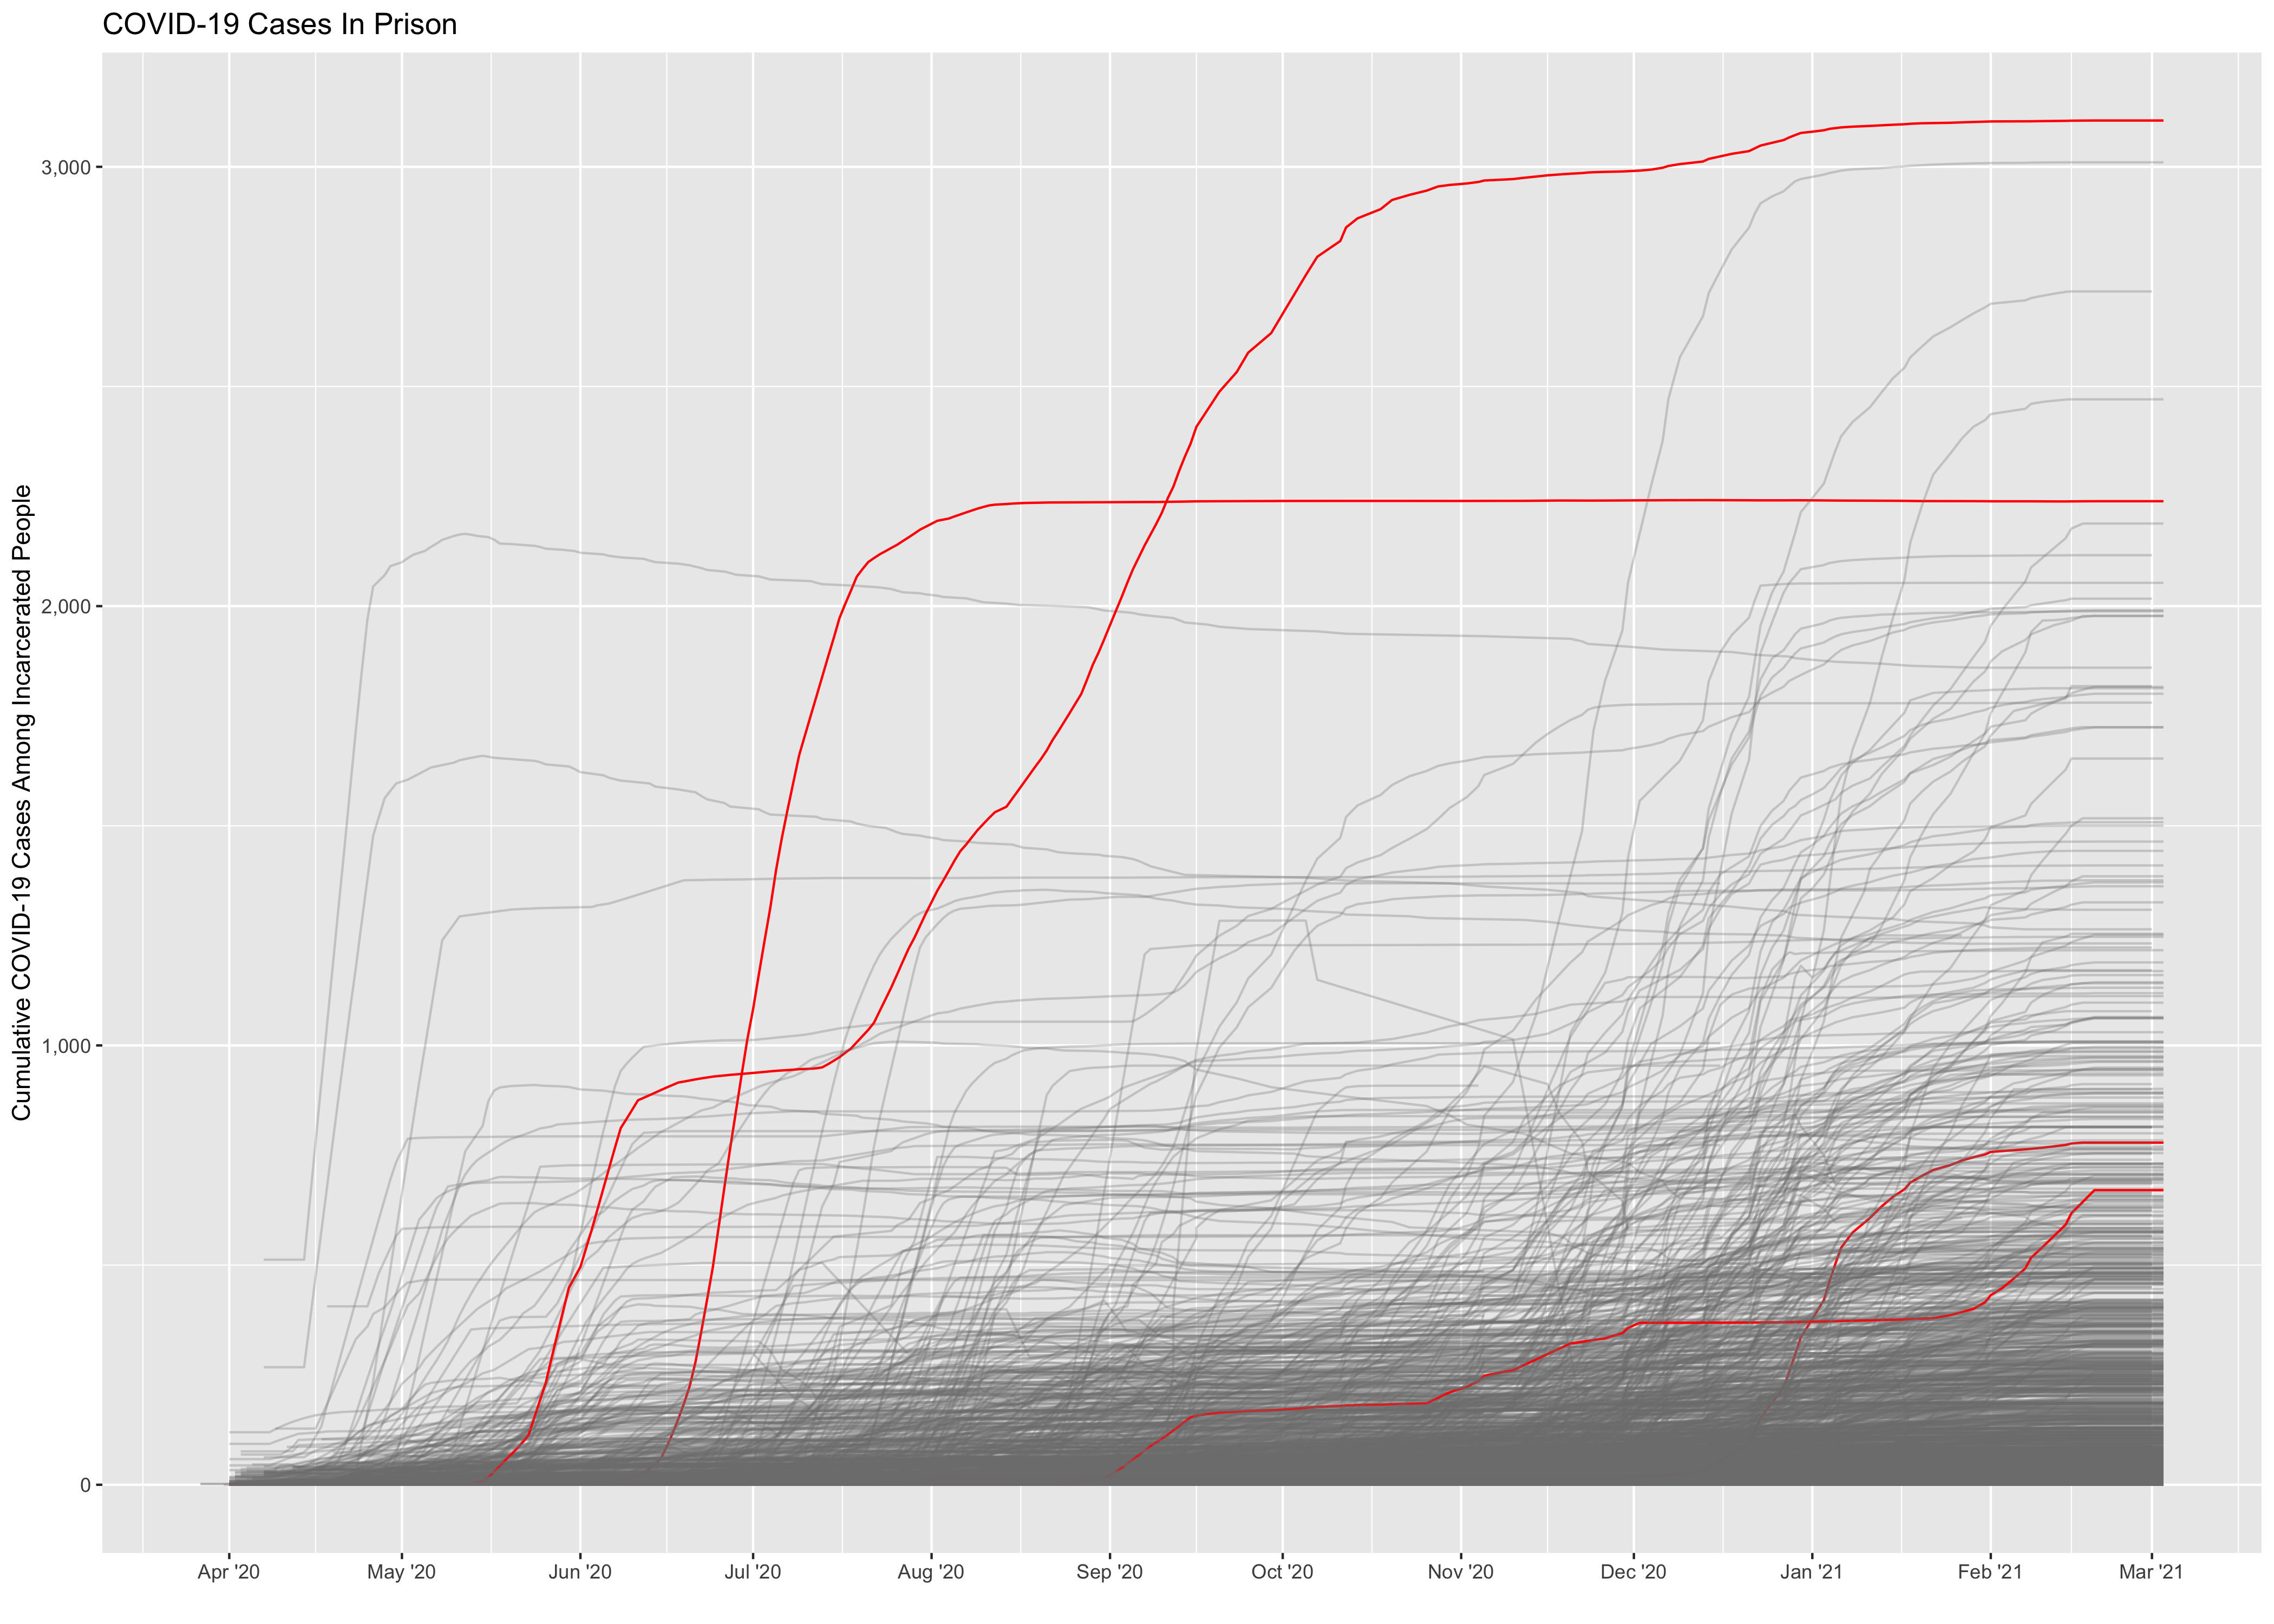 COVID-19 Cases In Prison
Cumulative COVID-19 Cases Among Incarcerated People
3,000
2,000
1,000
0
Apr '20
May '20
Jun '20
Jul '20
Aug '20
Sep '20
Oct '20
Nov '20
Dec '20
Jan '21
Feb '21
Mar '21